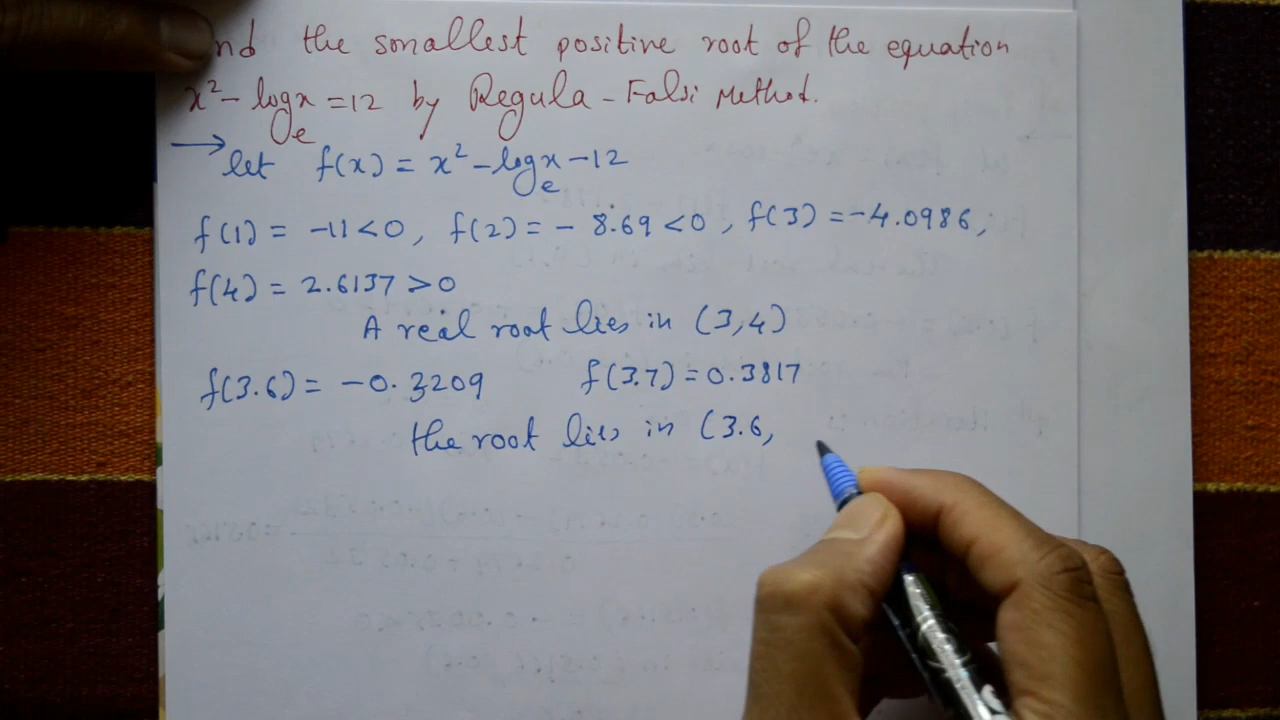 nd the smallest positive root of the equation
x² - logₑx = 12 by Regula - Falsi Method.
→ let f(x) = x² - logₑx - 12
f(1) = -11 < 0, f(2) = - 8.69 < 0, f(3) = -4.0986,
f(4) = 2.6137 > 0
A real root lies in (3,4)
f(3.6) = -0.3209 f(3.7) = 0.3817
the root lies in (3.6,